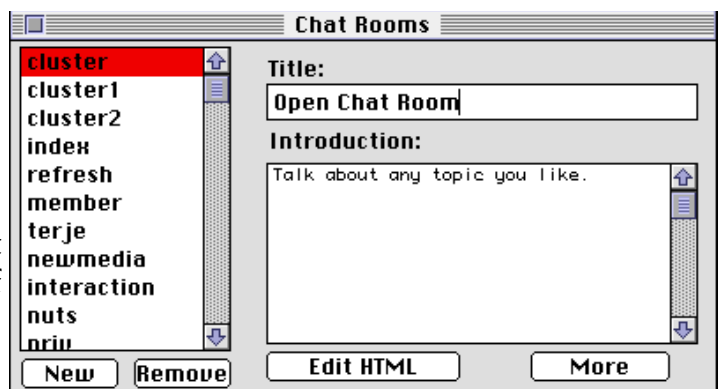 Chat Rooms
cluster
cluster1
cluster2
index
refresh
member
terje
newmedia
interaction
nuts
priv
New
Remove
Title:
Open Chat Room
Introduction:
Talk about any topic you like.
Edit HTML
More